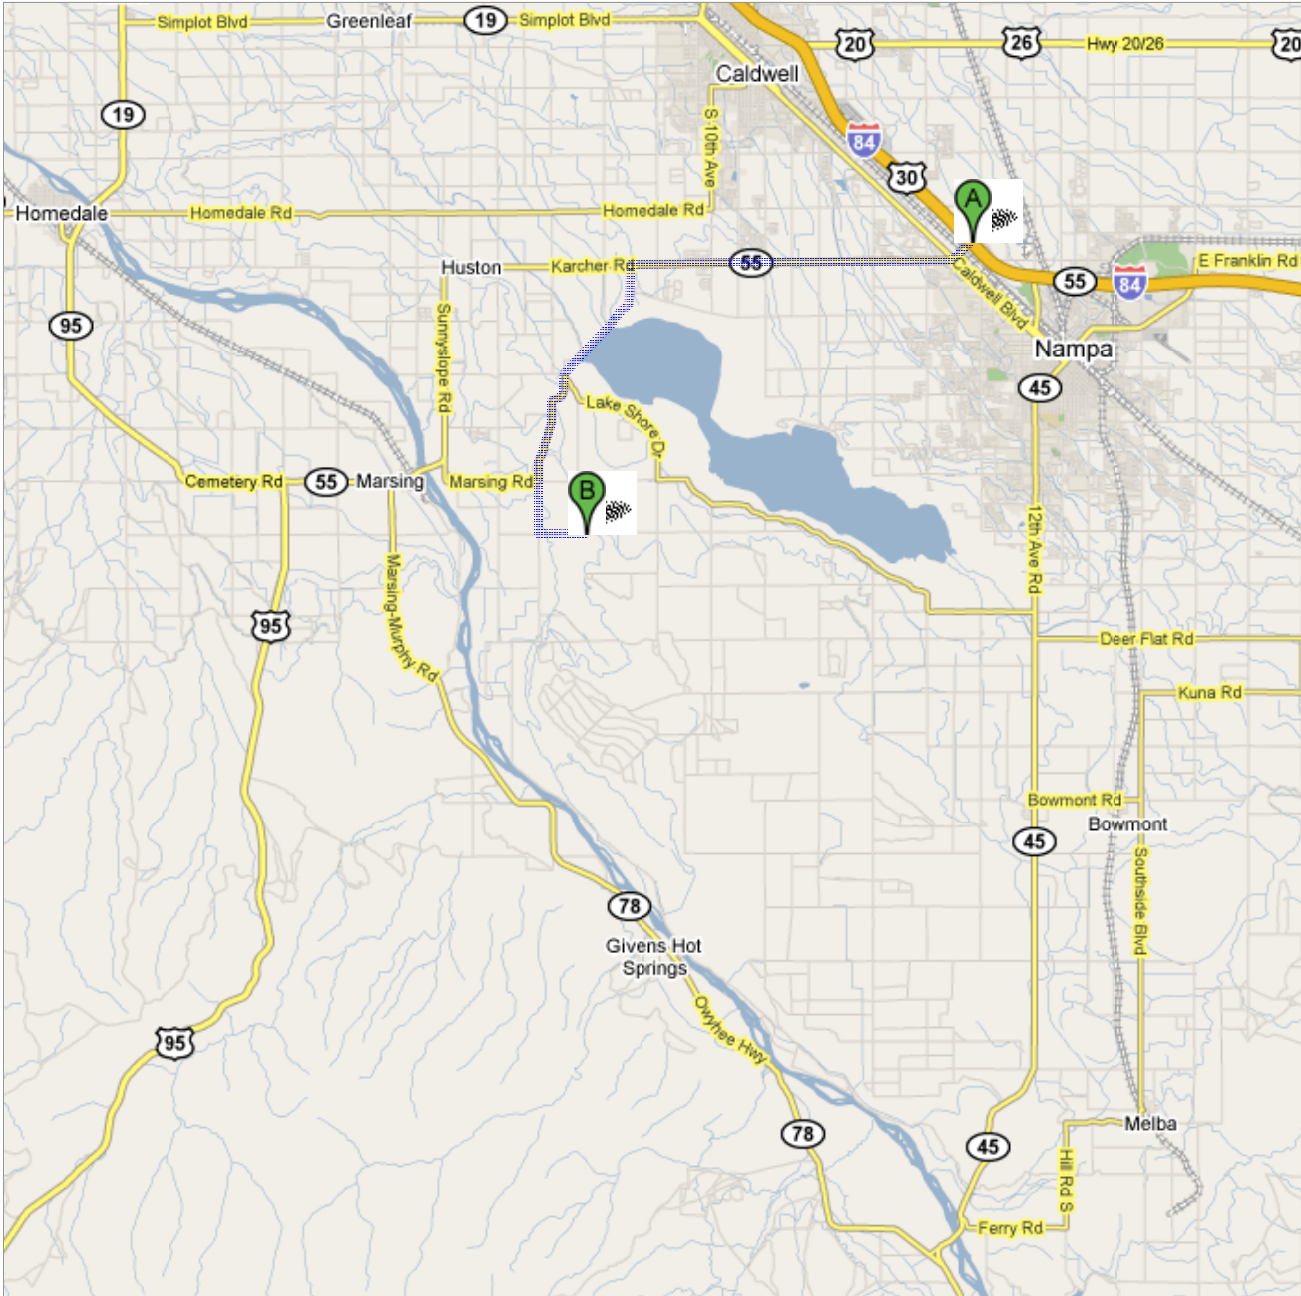 Simplot Blvd
Greenleaf
19
Simplot Blvd
20
26
Hwy 20/26
20
Caldwell
19
S 10th Ave
84
30
A
Homedale
Homedale Rd
Homedale Rd
Huston
Karcher Rd
55
Caldwell Blvd
55
84
E Franklin Rd
95
Sunnyslope Rd
Nampa
45
Lake Shore Dr
Cemetery Rd
55
Marsing
Marsing Rd
B
12th Ave Rd
Marsing-Murphy Rd
95
Deer Flat Rd
Kuna Rd
Bowmont Rd
Bowmont
45
Southside Blvd
78
Givens Hot
Springs
Owyhee Hwy
95
78
45
Melba
Hill Rd S
Ferry Rd